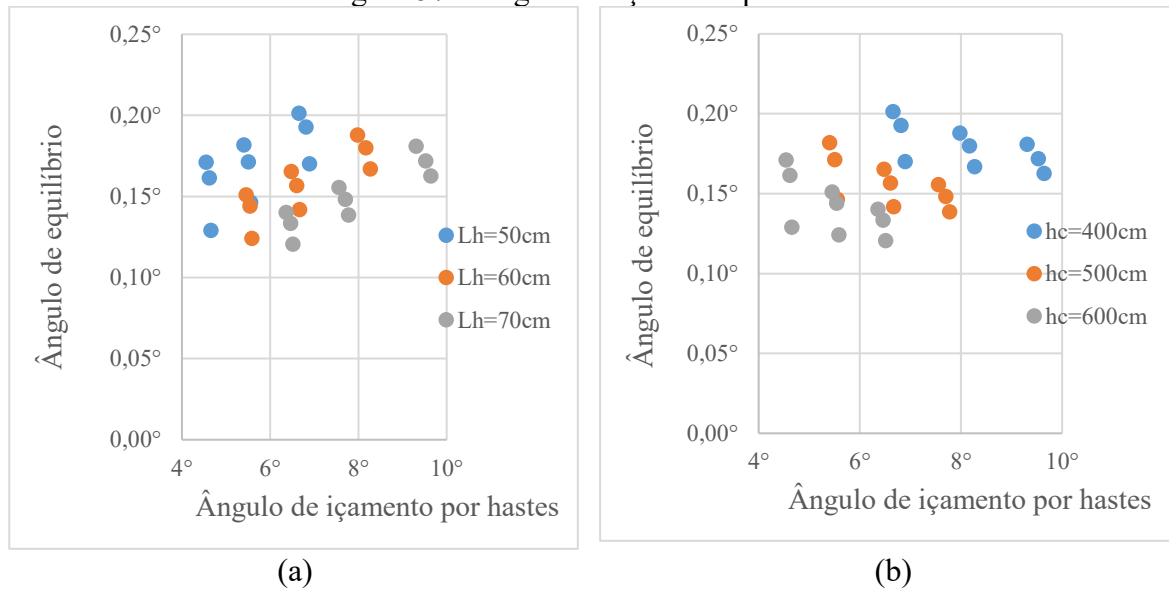 0,25°
0,20°
0,15°
0,10°
0,05°
0,00°
4°
6°
8°
10°
Ângulo de equilíbrio
Ângulo de içamento por hastes
Lh=50cm
Lh=60cm
Lh=70cm
(a)
0,25°
0,20°
0,15°
0,10°
0,05°
0,00°
4°
6°
8°
10°
Ângulo de equilíbrio
Ângulo de içamento por hastes
hc=400cm
hc=500cm
hc=600cm
(b)